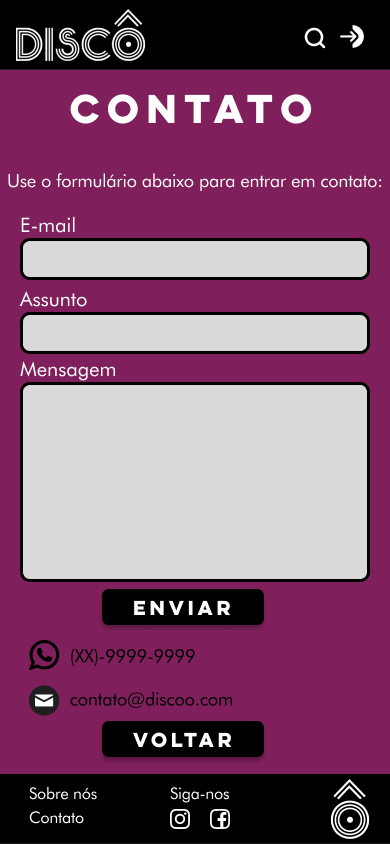 DISCÔ
CONTATO
Use o formulário abaixo para entrar em contato:
E-mail
Assunto
Mensagem
ENVIAR
(XX)-9999-9999
contato@discoo.com
VOLTAR
Sobre nós
Siga-nos
Contato